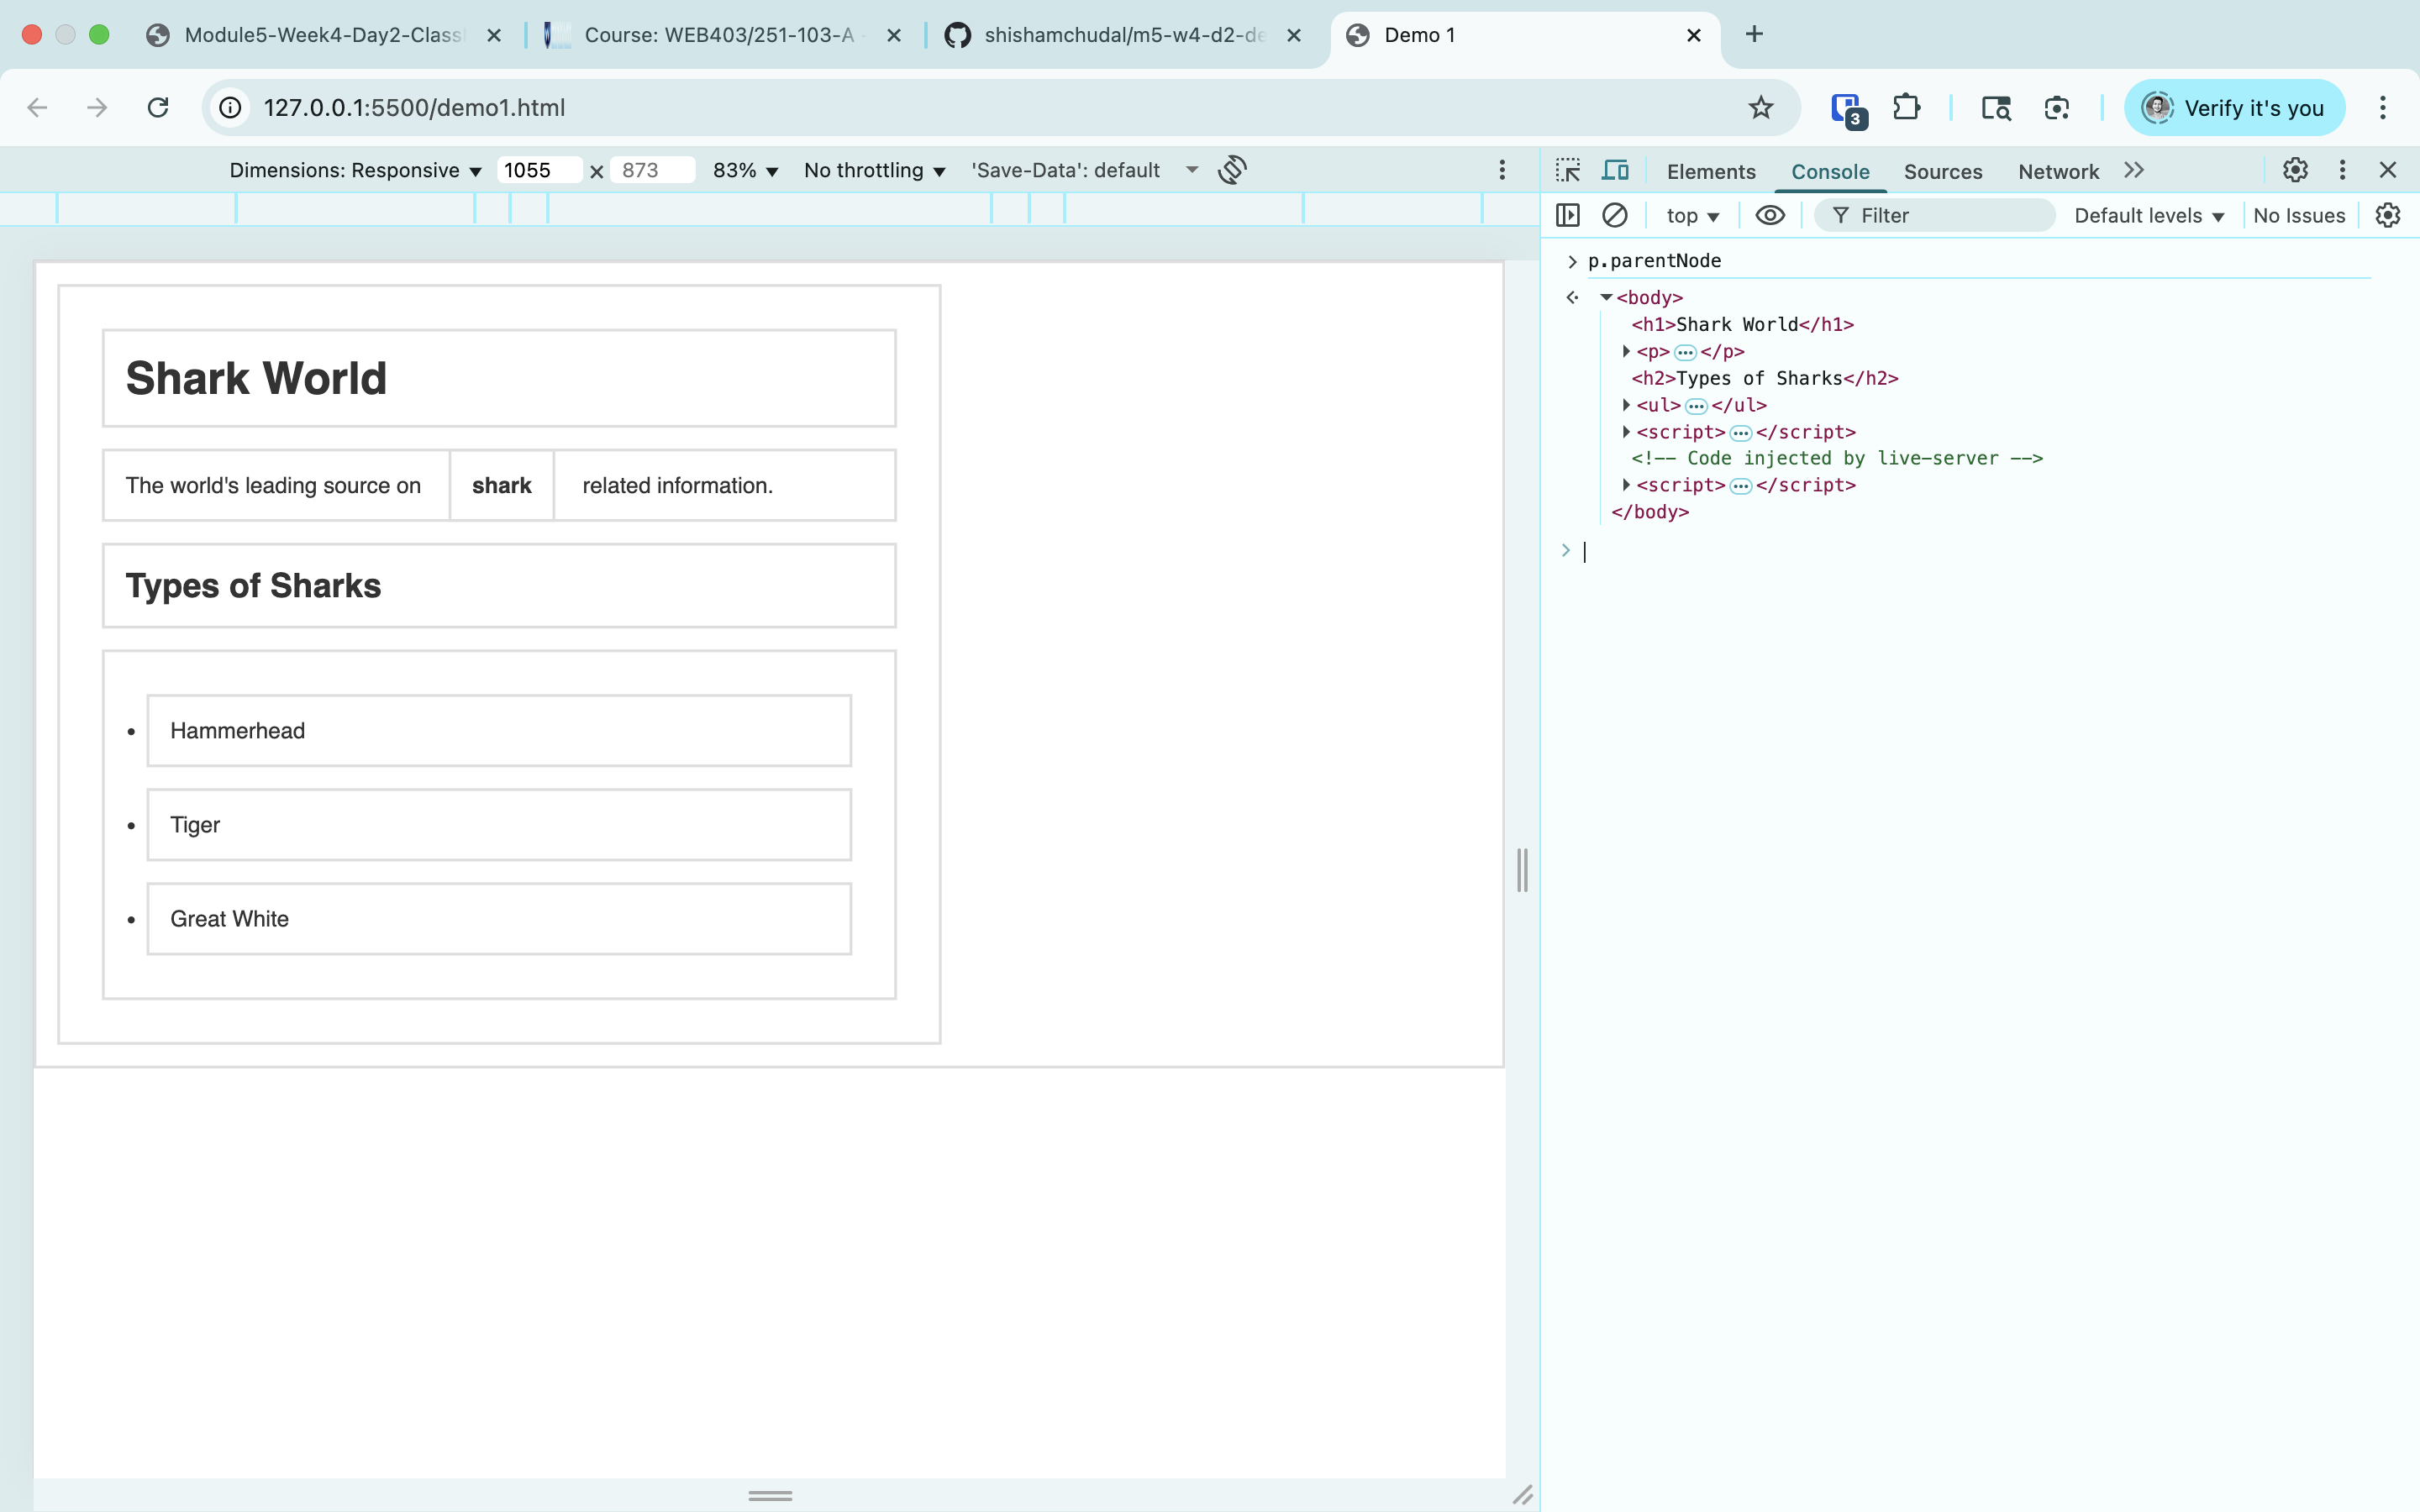 Module5-Week4-Day2-Class
Course: WEB403/251-103-A -
shishamchudal/m5-w4-d2-de
Demo 1
127.0.0.1:5500/demo1.html
3
Verify it's you
Dimensions: Responsive ▼ 1055 × 873 83% ▼ No throttling ▼ 'Save-Data': default
Elements Console Sources Network
top ▼ Filter Default levels ▼ No Issues
Shark World
The world's leading source on shark related information.
Types of Sharks
• Hammerhead
• Tiger
• Great White
> p.parentNode
<body>
<h1>Shark World</h1>
<p>…</p>
<h2>Types of Sharks</h2>
<ul>…</ul>
<script>…</script>
<!-- Code injected by live-server -->
<script>…</script>
</body>
>